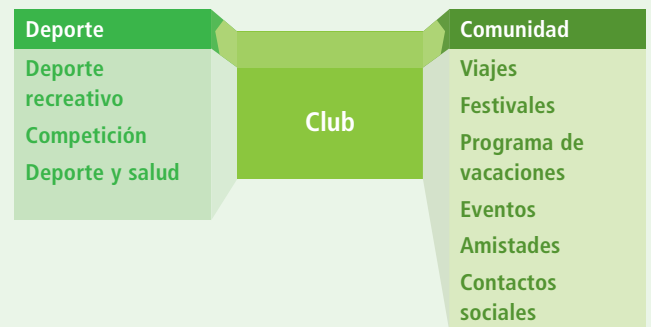 Deporte
Deporte
recreativo
Competición
Deporte y salud
Club
Comunidad
Viajes
Festivales
Programa de
vacaciones
Eventos
Amistades
Contactos
sociales